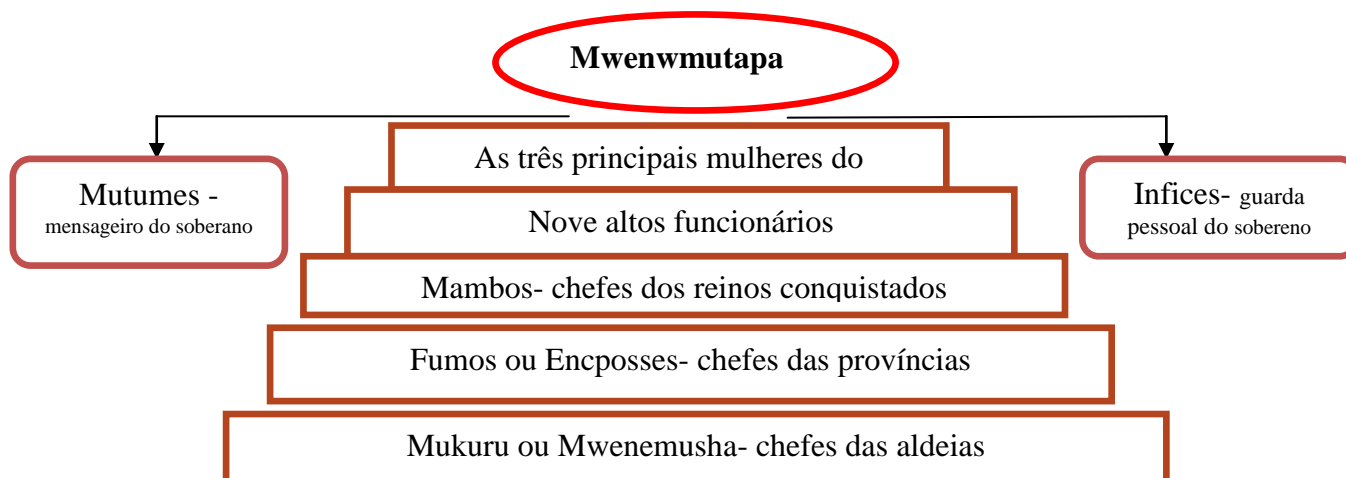 Mwenwmutapa
As três principais mulheres do
Mutumes -
mensageiro do soberano
Infices- guarda
pessoal do sobereno
Nove altos funcionários
Mambos- chefes dos reinos conquistados
Fumos ou Encposses- chefes das províncias
Mukuru ou Mwenemusha- chefes das aldeias